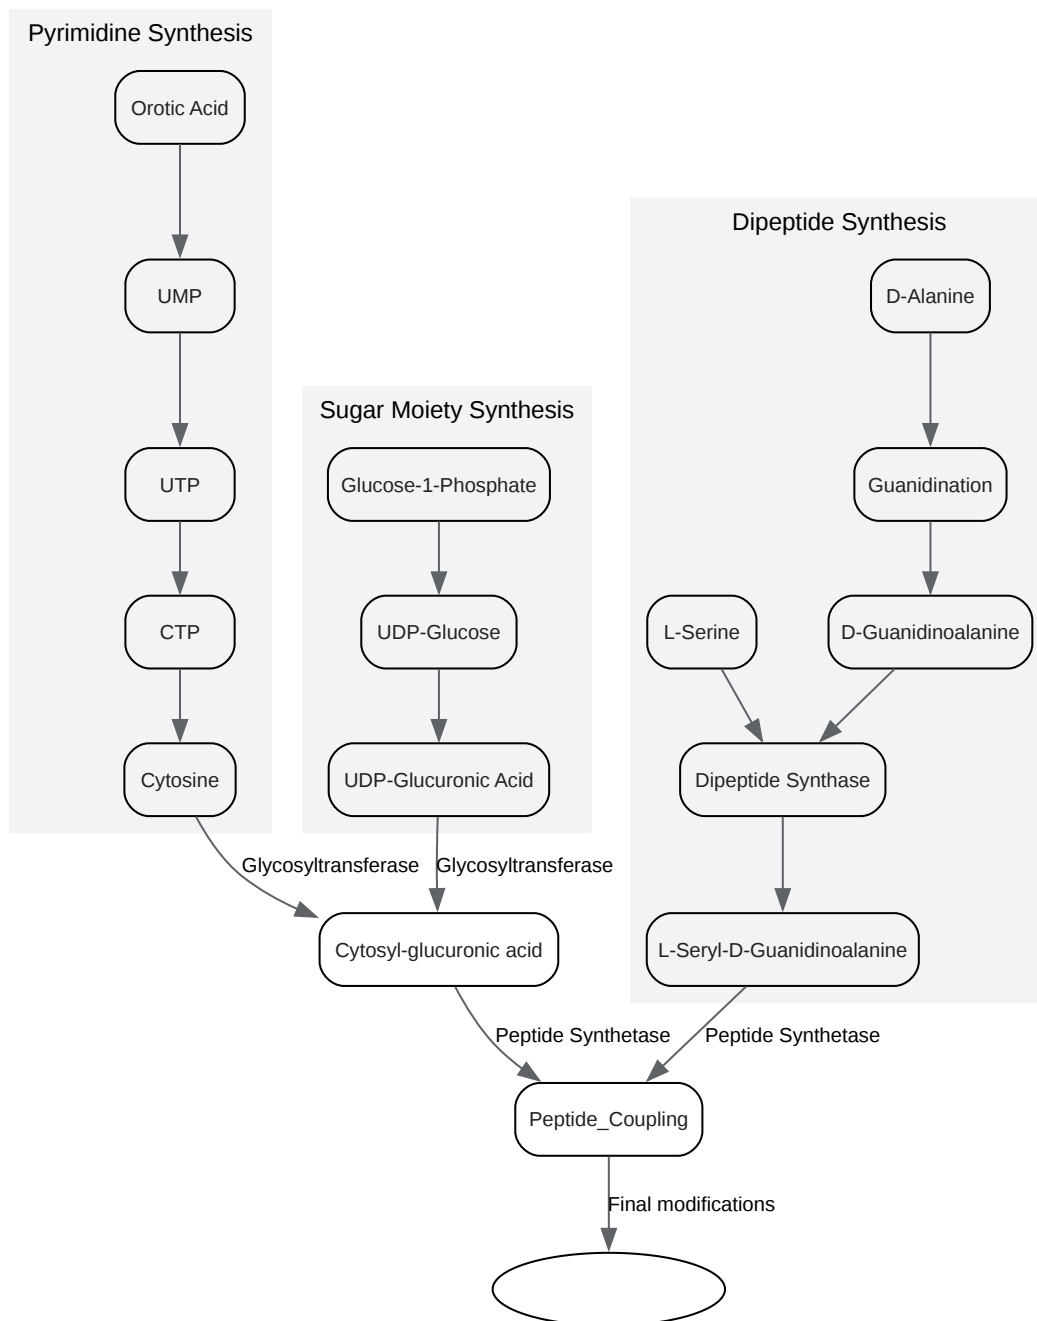 Pyrimidine Synthesis
Orotic Acid
UMP
UTP
CTP
Cytosine
Sugar Moiety Synthesis
Glucose-1-Phosphate
UDP-Glucose
UDP-Glucuronic Acid
Dipeptide Synthesis
D-Alanine
Guanidination
L-Serine
D-Guanidinoalanine
Dipeptide Synthase
L-Seryl-D-Guanidinoalanine
Glycosyltransferase
Glycosyltransferase
Cytosyl-glucuronic acid
Peptide Synthetase
Peptide Synthetase
Peptide_Coupling
Final modifications